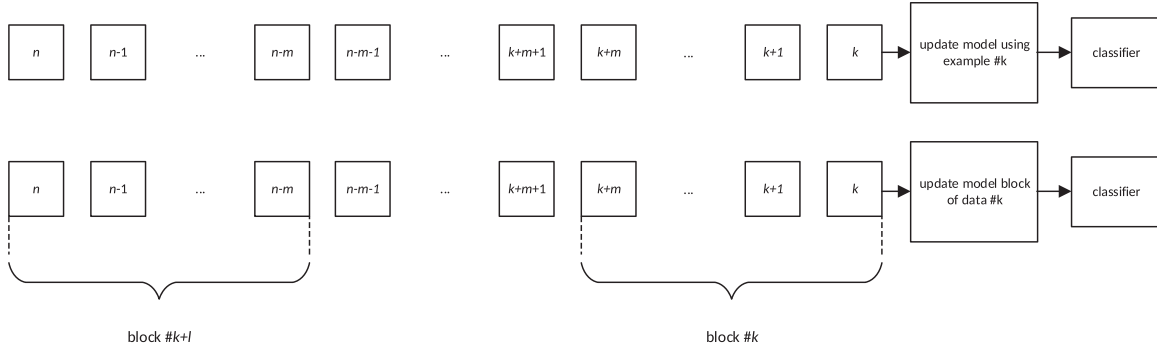 n n-1 ... n-m n-m-1 ... k+m+1 k+m ... k+1 k update model using example #k classifier
n n-1 ... n-m n-m-1 ... k+m+1 k+m ... k+1 k update model block of data #k classifier
block #k+l block #k